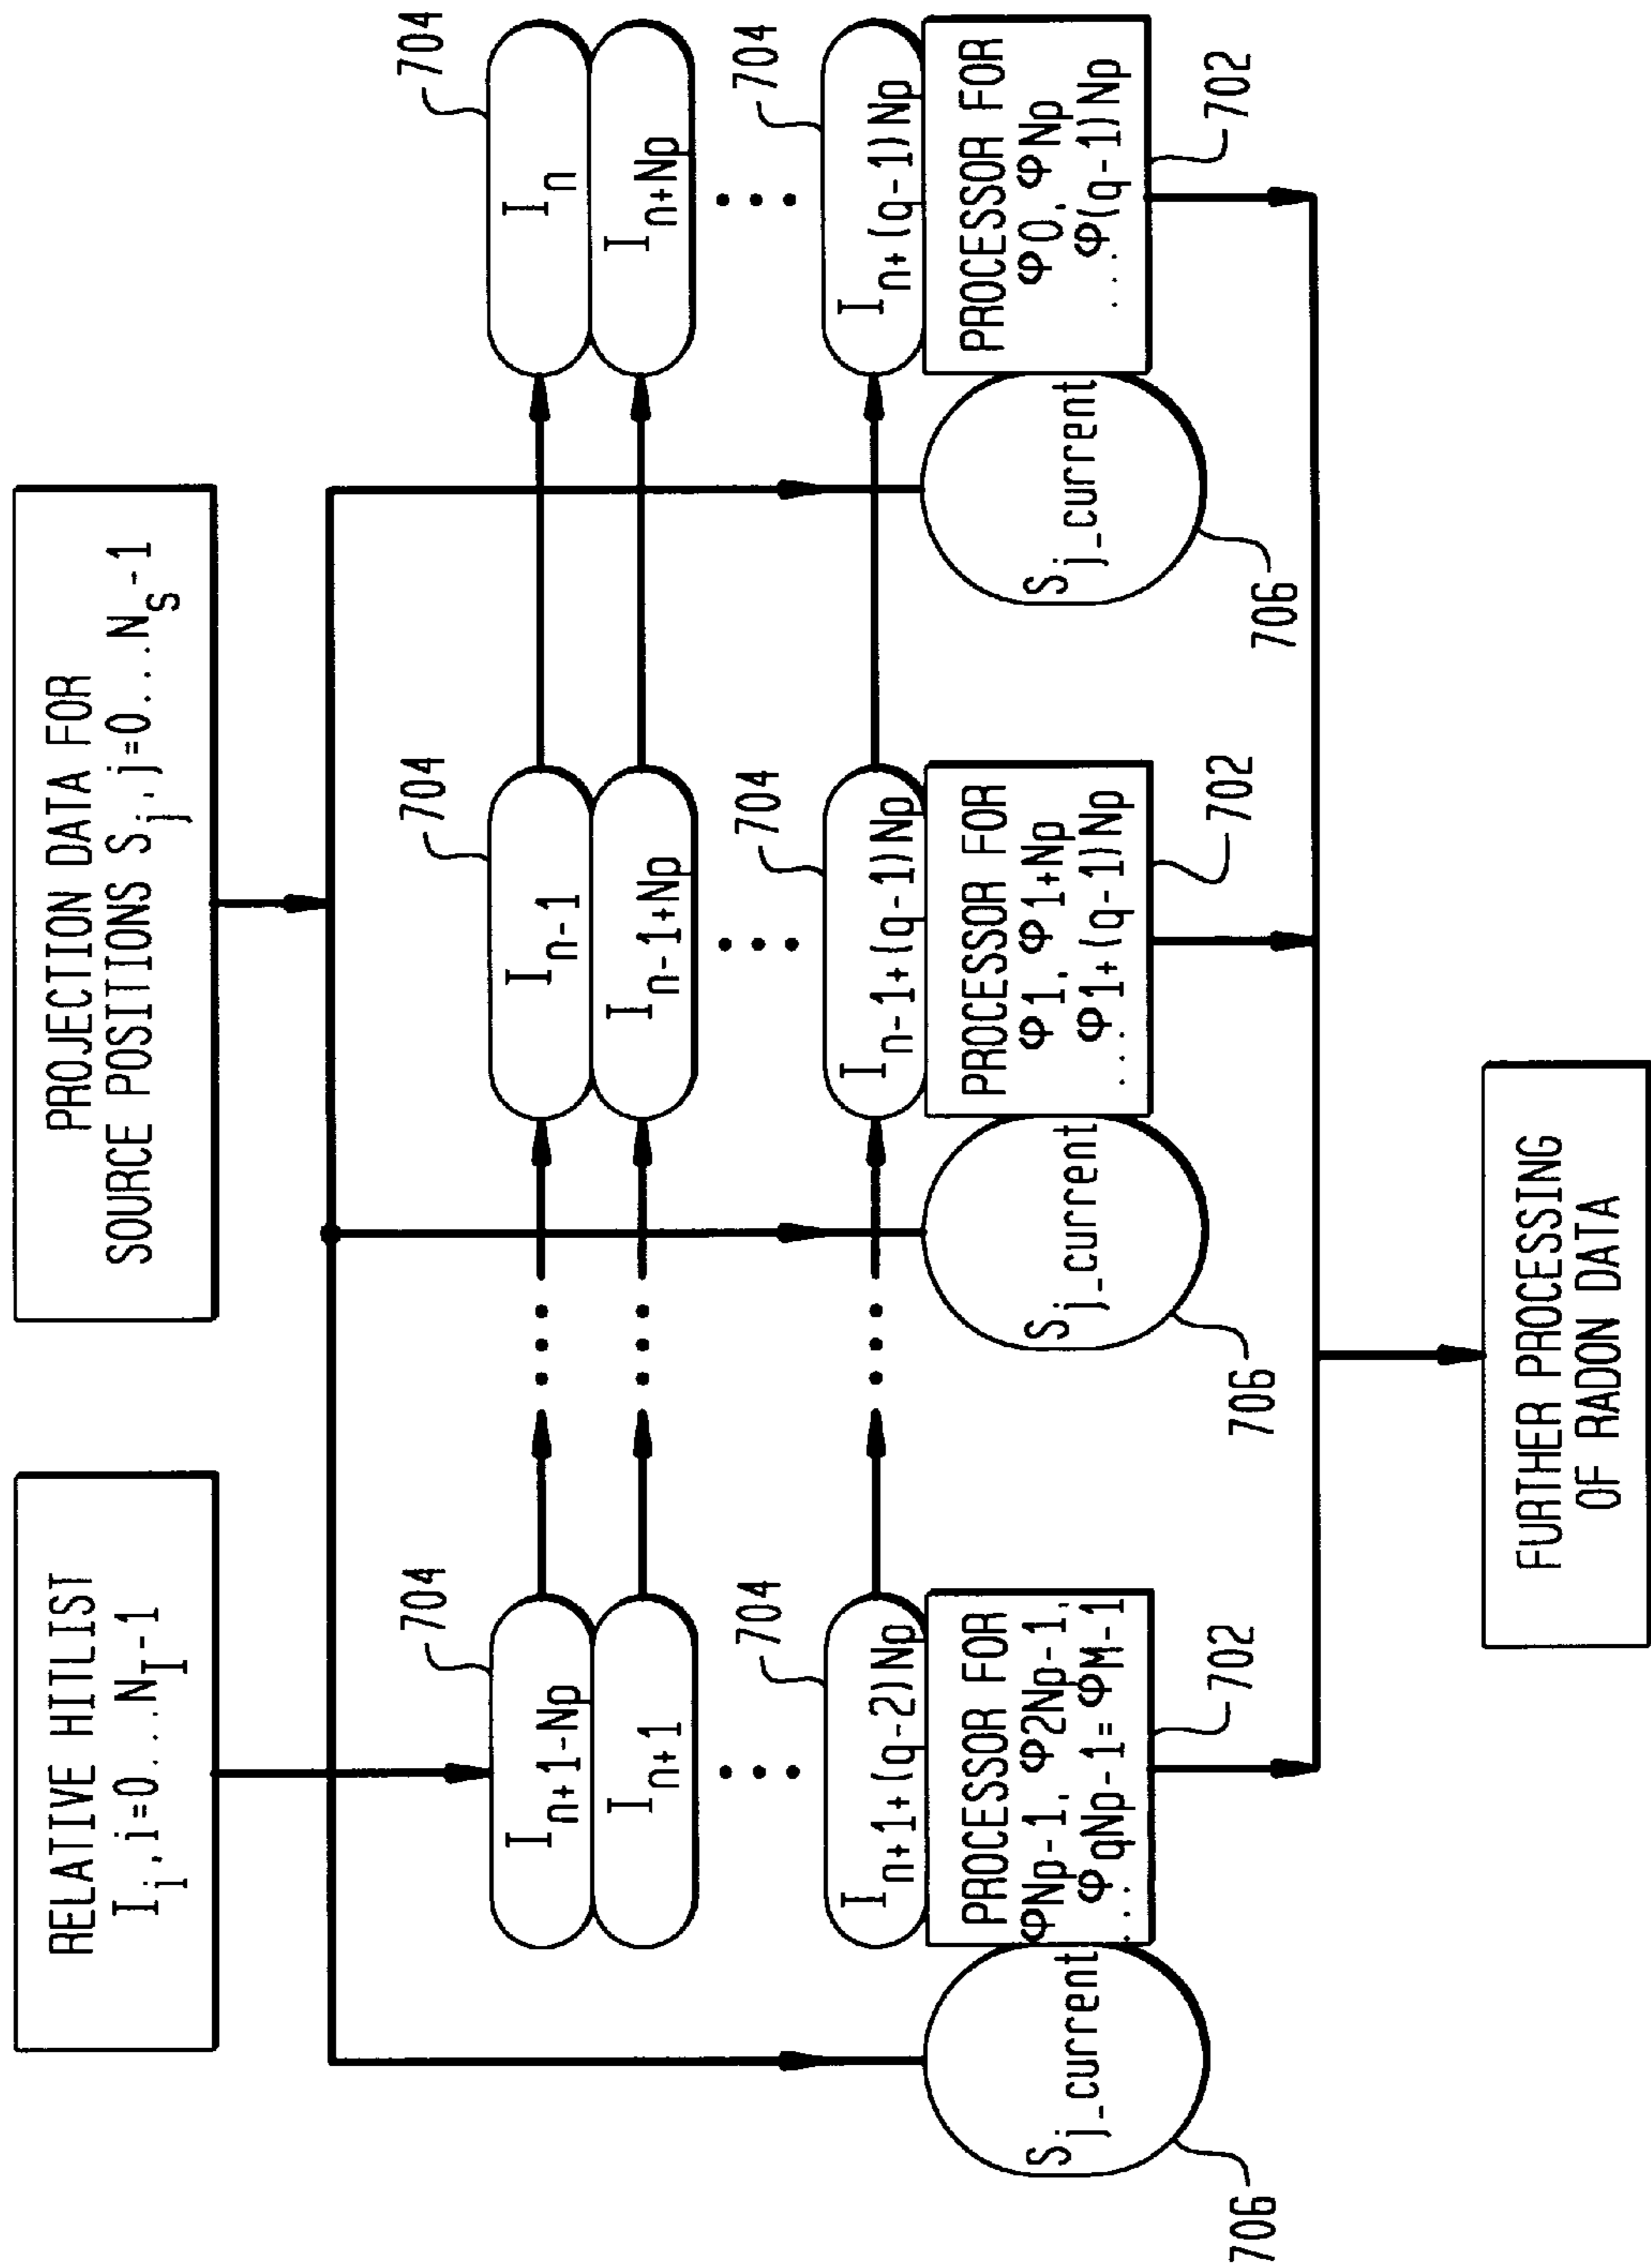 RELATIVE HITLIST
I_i, i=0...N_I-1
PROJECTION DATA FOR
SOURCE POSITIONS S_j, j=0...N_s-1
704
I_n+1-Np
I_n+1
704
I_n+1+(q-2)Np
PROCESSOR FOR
φNp-1, φ2Np-1,
... φqNp-1=φM-1
702
S_j_current
706
704
I_n-1
I_n-1+Np
704
I_n-1+(q-1)Np
PROCESSOR FOR
φ1, φ1+Np
...φ1+(q-1)Np
702
S_j_current
706
704
I_n
I_n+Np
704
I_n+(q-1)Np
PROCESSOR FOR
φ0, φNp
...φ(q-1)Np
702
S_j_current
706
FURTHER PROCESSING
OF RADON DATA